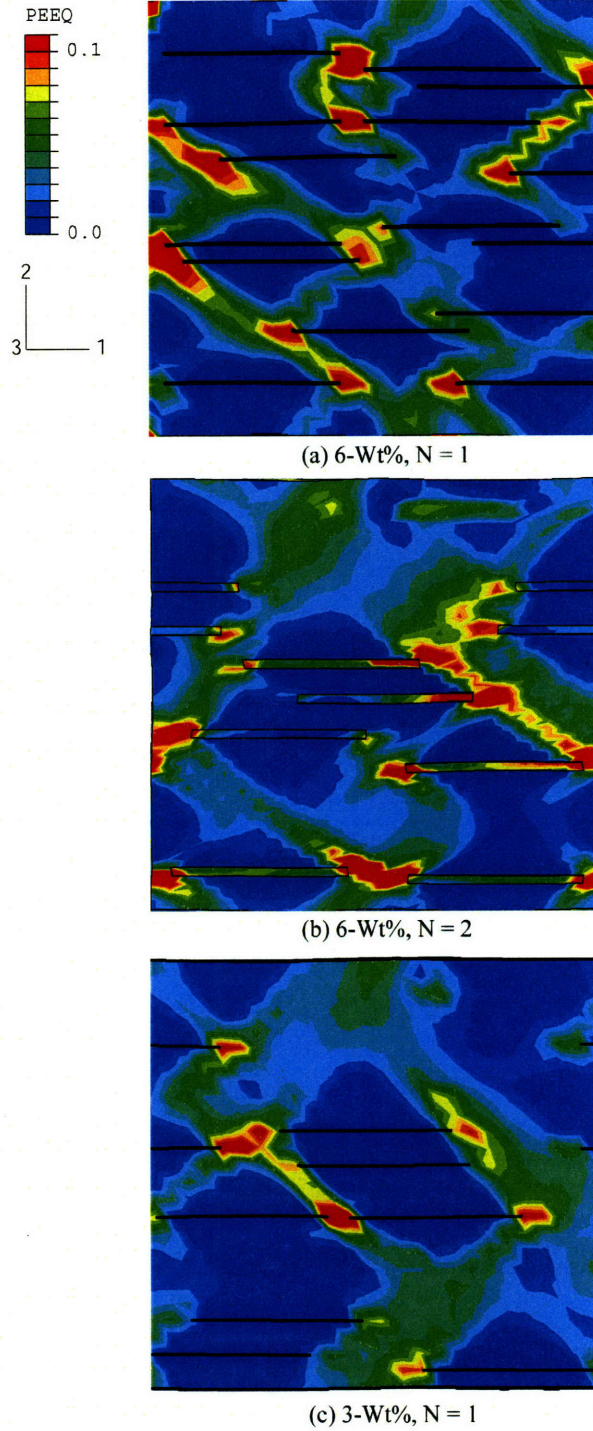 PEEQ
0.1
0.0
2
3 1
(a) 6-Wt%, N = 1
(b) 6-Wt%, N = 2
(c) 3-Wt%, N = 1